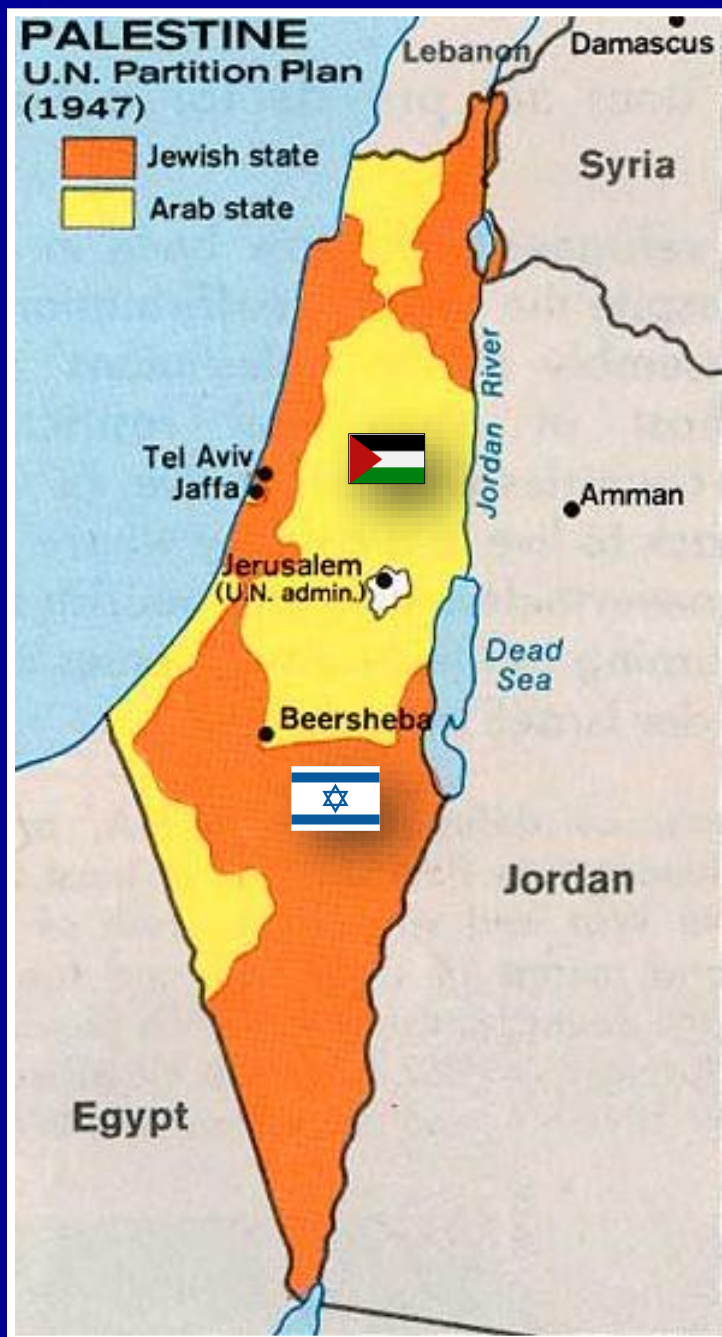 PALESTINE
U.N. Partition Plan
(1947)
Jewish state
Arab state
Lebanon
Damascus
Syria
Jordan River
Tel Aviv
Jaffa
Amman
Jerusalem
(U.N. admin.)
Dead
Sea
Beersheba
Jordan
Egypt